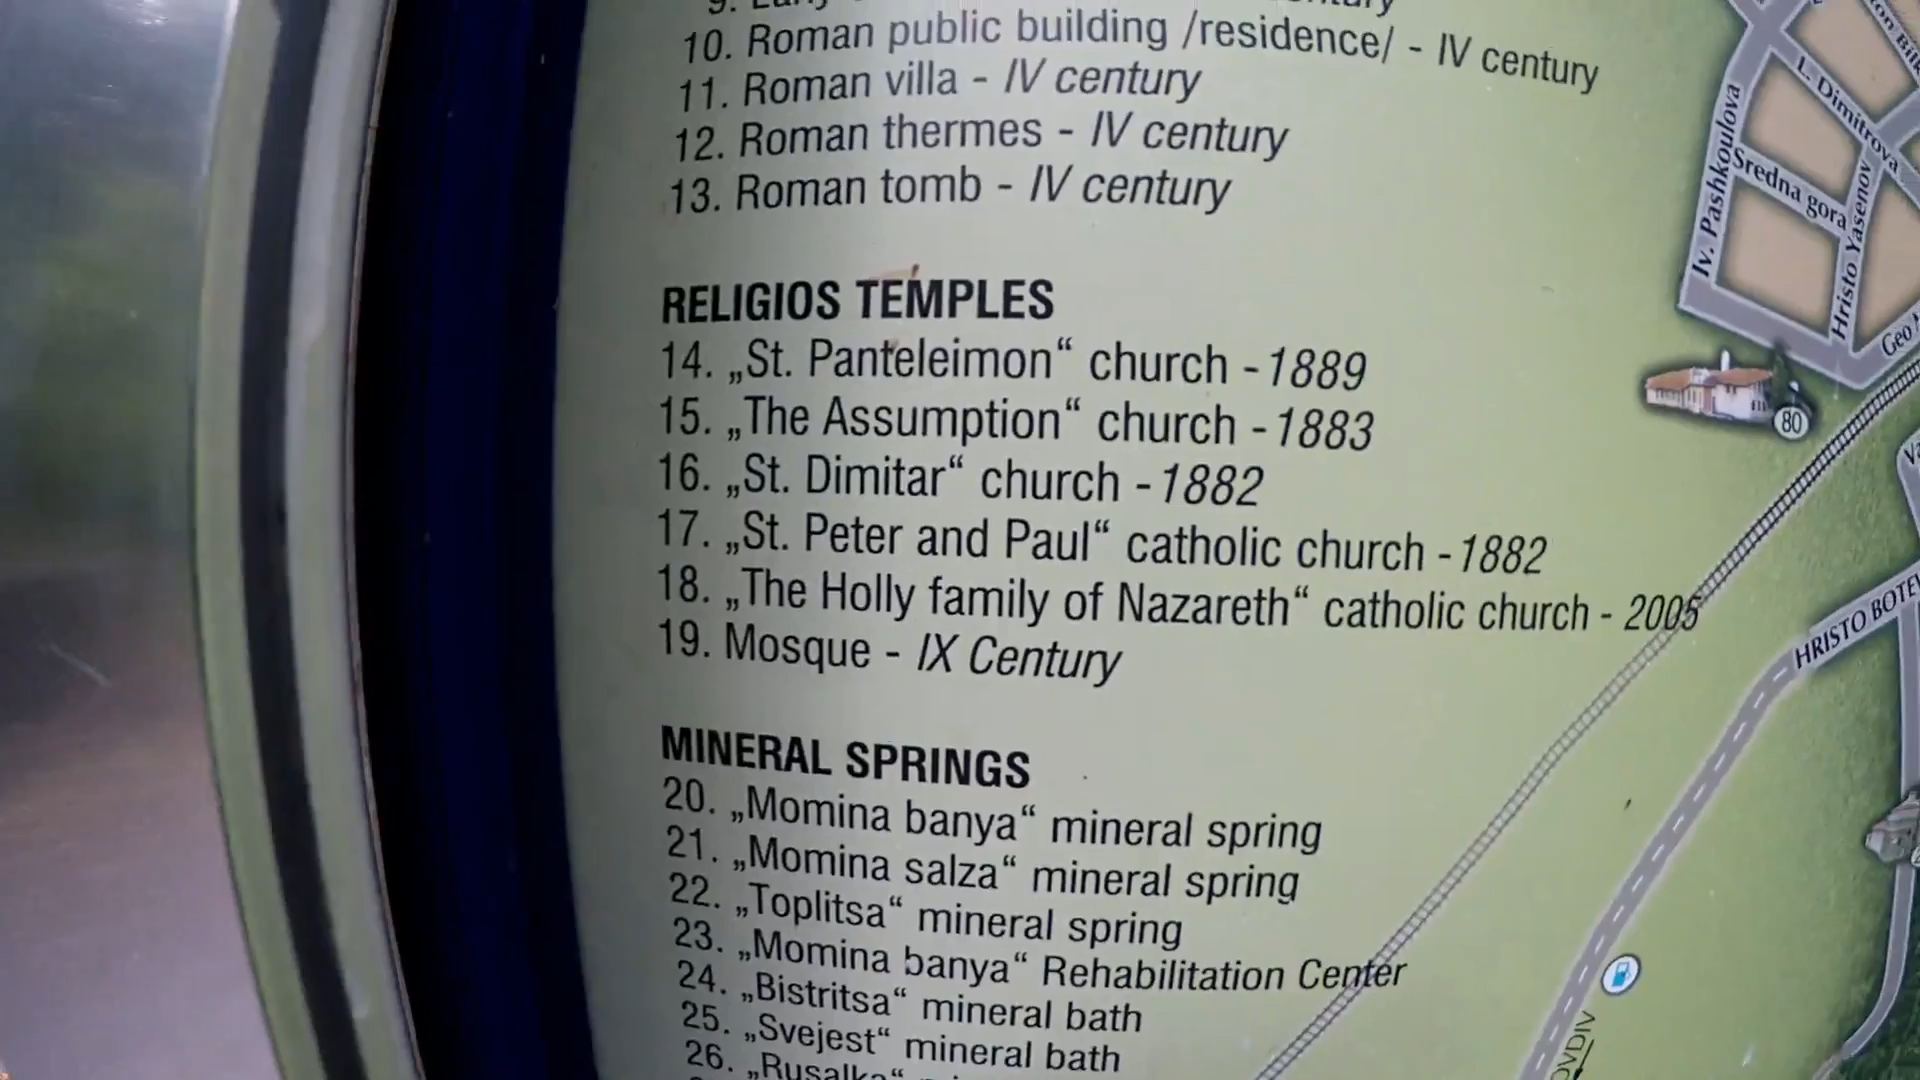 10. Roman public building /residence/ - IV century
11. Roman villa - IV century
12. Roman thermes - IV century
13. Roman tomb - IV century
RELIGIOS TEMPLES
14. „St. Panteleimon“ church - 1889
15. „The Assumption“ church - 1883
16. „St. Dimitar“ church - 1882
17. „St. Peter and Paul“ catholic church - 1882
18. „The Holly family of Nazareth“ catholic church - 2005
19. Mosque - IX Century
MINERAL SPRINGS
20. „Momina banya“ mineral spring
21. „Momina salza“ mineral spring
22. „Toplitsa“ mineral spring
23. „Momina banya“ Rehabilitation Center
24. „Bistritsa“ mineral bath
25. „Svejest“ mineral bath
26.
Iv. Pashkoulova
L. Dimitrova
Sredna gora
Hristo Yasenov
80
HRISTO